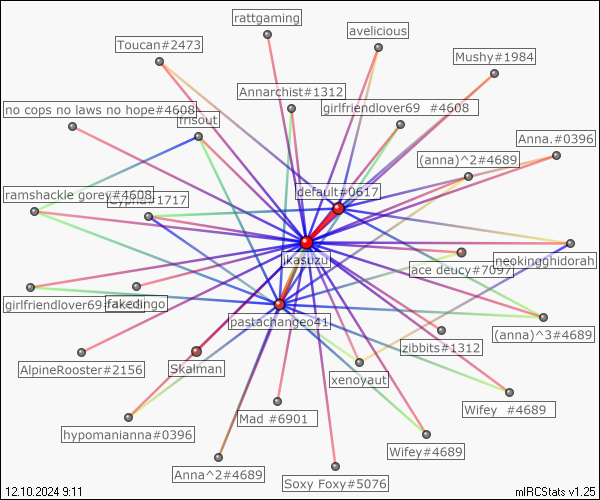 rattgaming
avelicious
Toucan#2473
Mushy#1984
Annarchist#1312
girlfriendlover69 #4608
no cops no laws no hope#4608
frisout
Anna.#0396
(anna)^2#4689
default#0617
ramshackle gorey#4608
#1717
ikasuzu
neokingghidorah
ace deucy#7097
girlfriendlover69
fakedingo
pastachangeo41
(anna)^3#4689
zibbits#1312
AlpineRooster#2156
Skalman
xenoyaut
Wifey #4689
Mad #6901
hypomanianna#0396
Wifey#4689
Anna^2#4689
Soxy Foxy#5076
12.10.2024 9:11
mIRCStats v1.25